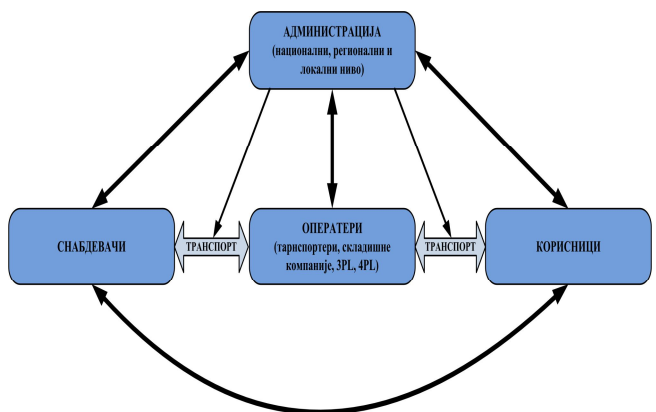 АДМИНИСТРАЦИЈА
(национални, регионални и
локални ниво)
СНАБДЕВАЧИ
ТРАНСПОРТ
ОПЕРАТЕРИ
(тарнспортери, складишне
компаније, 3PL, 4PL)
ТРАНСПОРТ
КОРИСНИЦИ